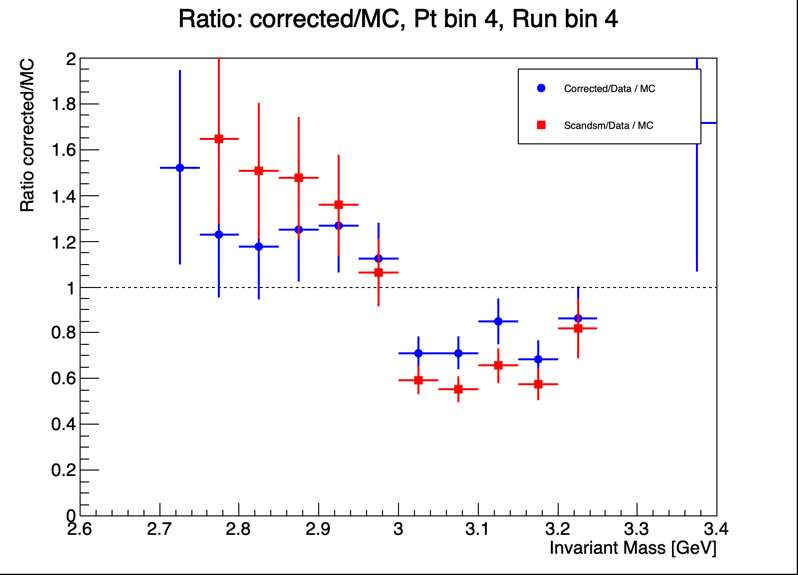 Ratio: corrected/MC, Pt bin 4, Run bin 4
Ratio corrected/MC
2
1.8
1.6
1.4
1.2
1
0.8
0.6
0.4
0.2
0
Corrected/Data / MC
Scandsm/Data / MC
2.6 2.7 2.8 2.9 3 3.1 3.2 3.3 3.4
Invariant Mass [GeV]